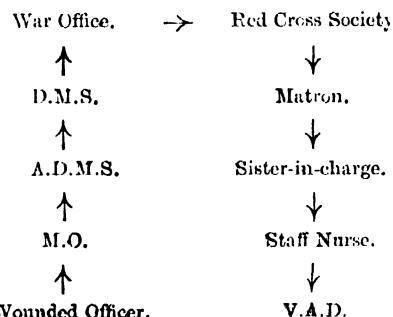 War Office. → Red Cross Society
↑ ↓
D.M.S. Matron.
↑ ↓
A.D.M.S. Sister-in-charge.
↑ ↓
M.O. Staff Nurse.
↑ ↓
Wounded Officer. V.A.D.